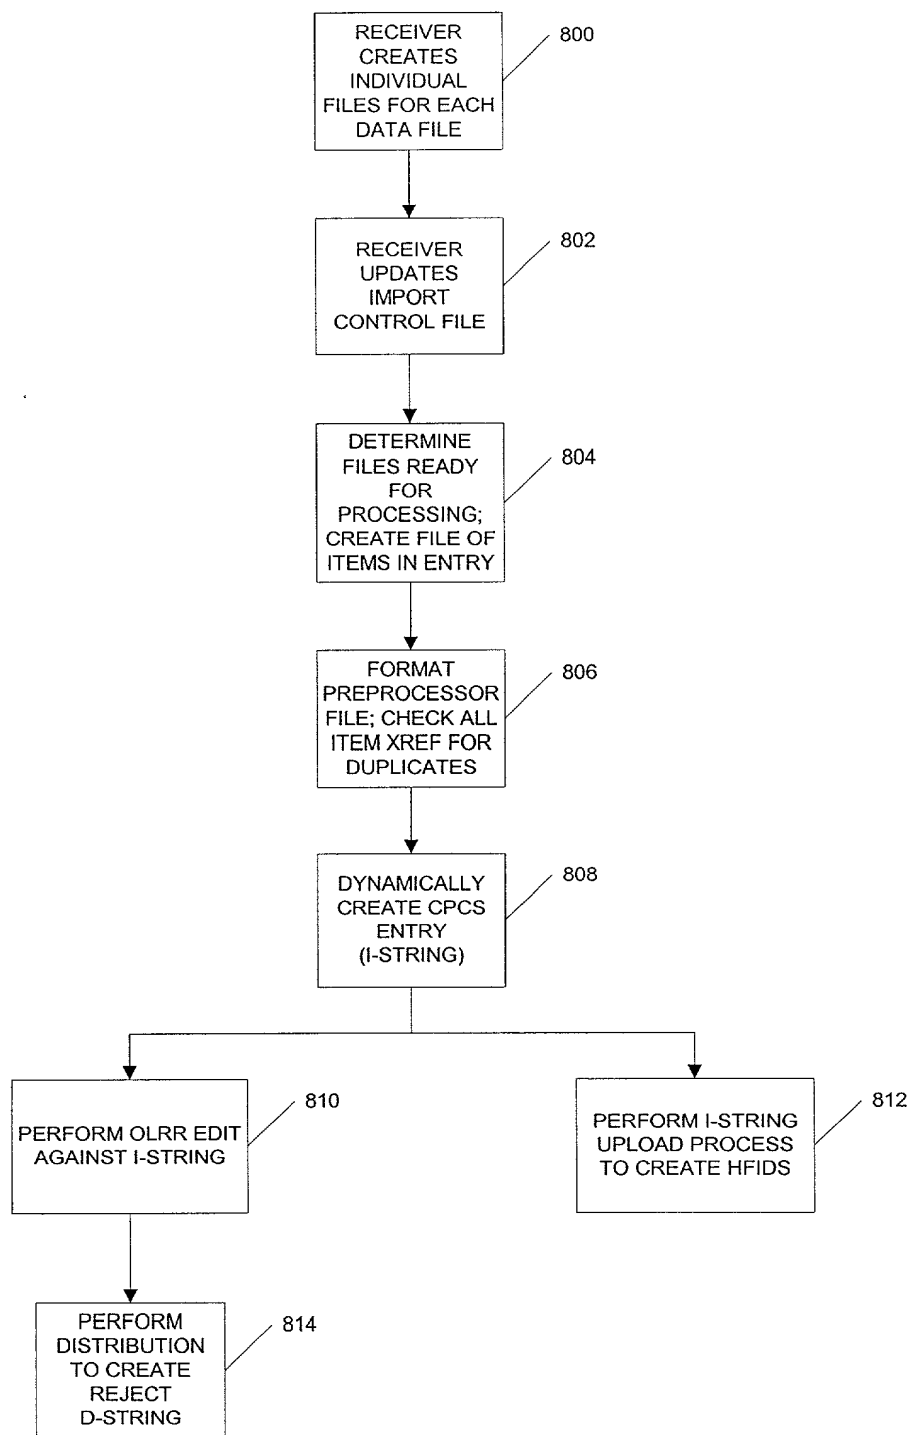 RECEIVER
CREATES
INDIVIDUAL
FILES FOR EACH
DATA FILE
800
RECEIVER
UPDATES
IMPORT
CONTROL FILE
802
DETERMINE
FILES READY
FOR
PROCESSING;
CREATE FILE OF
ITEMS IN ENTRY
804
FORMAT
PREPROCESSOR
FILE; CHECK ALL
ITEM XREF FOR
DUPLICATES
806
DYNAMICALLY
CREATE CPCS
ENTRY
(I-STRING)
808
PERFORM OLRR EDIT
AGAINST I-STRING
810
PERFORM I-STRING
UPLOAD PROCESS
TO CREATE HFIDS
812
PERFORM
DISTRIBUTION
TO CREATE
REJECT
D-STRING
814